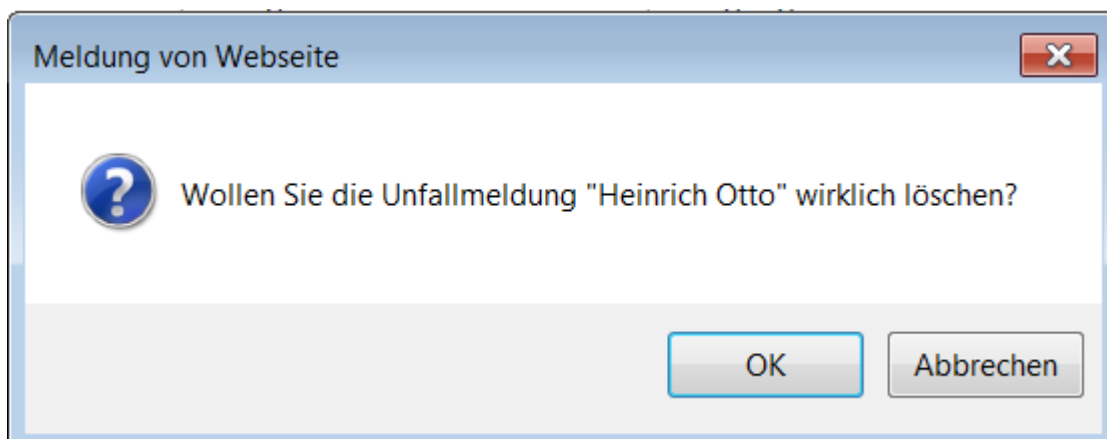 Meldung von Webseite
Wollen Sie die Unfallmeldung "Heinrich Otto" wirklich löschen?
OK
Abbrechen